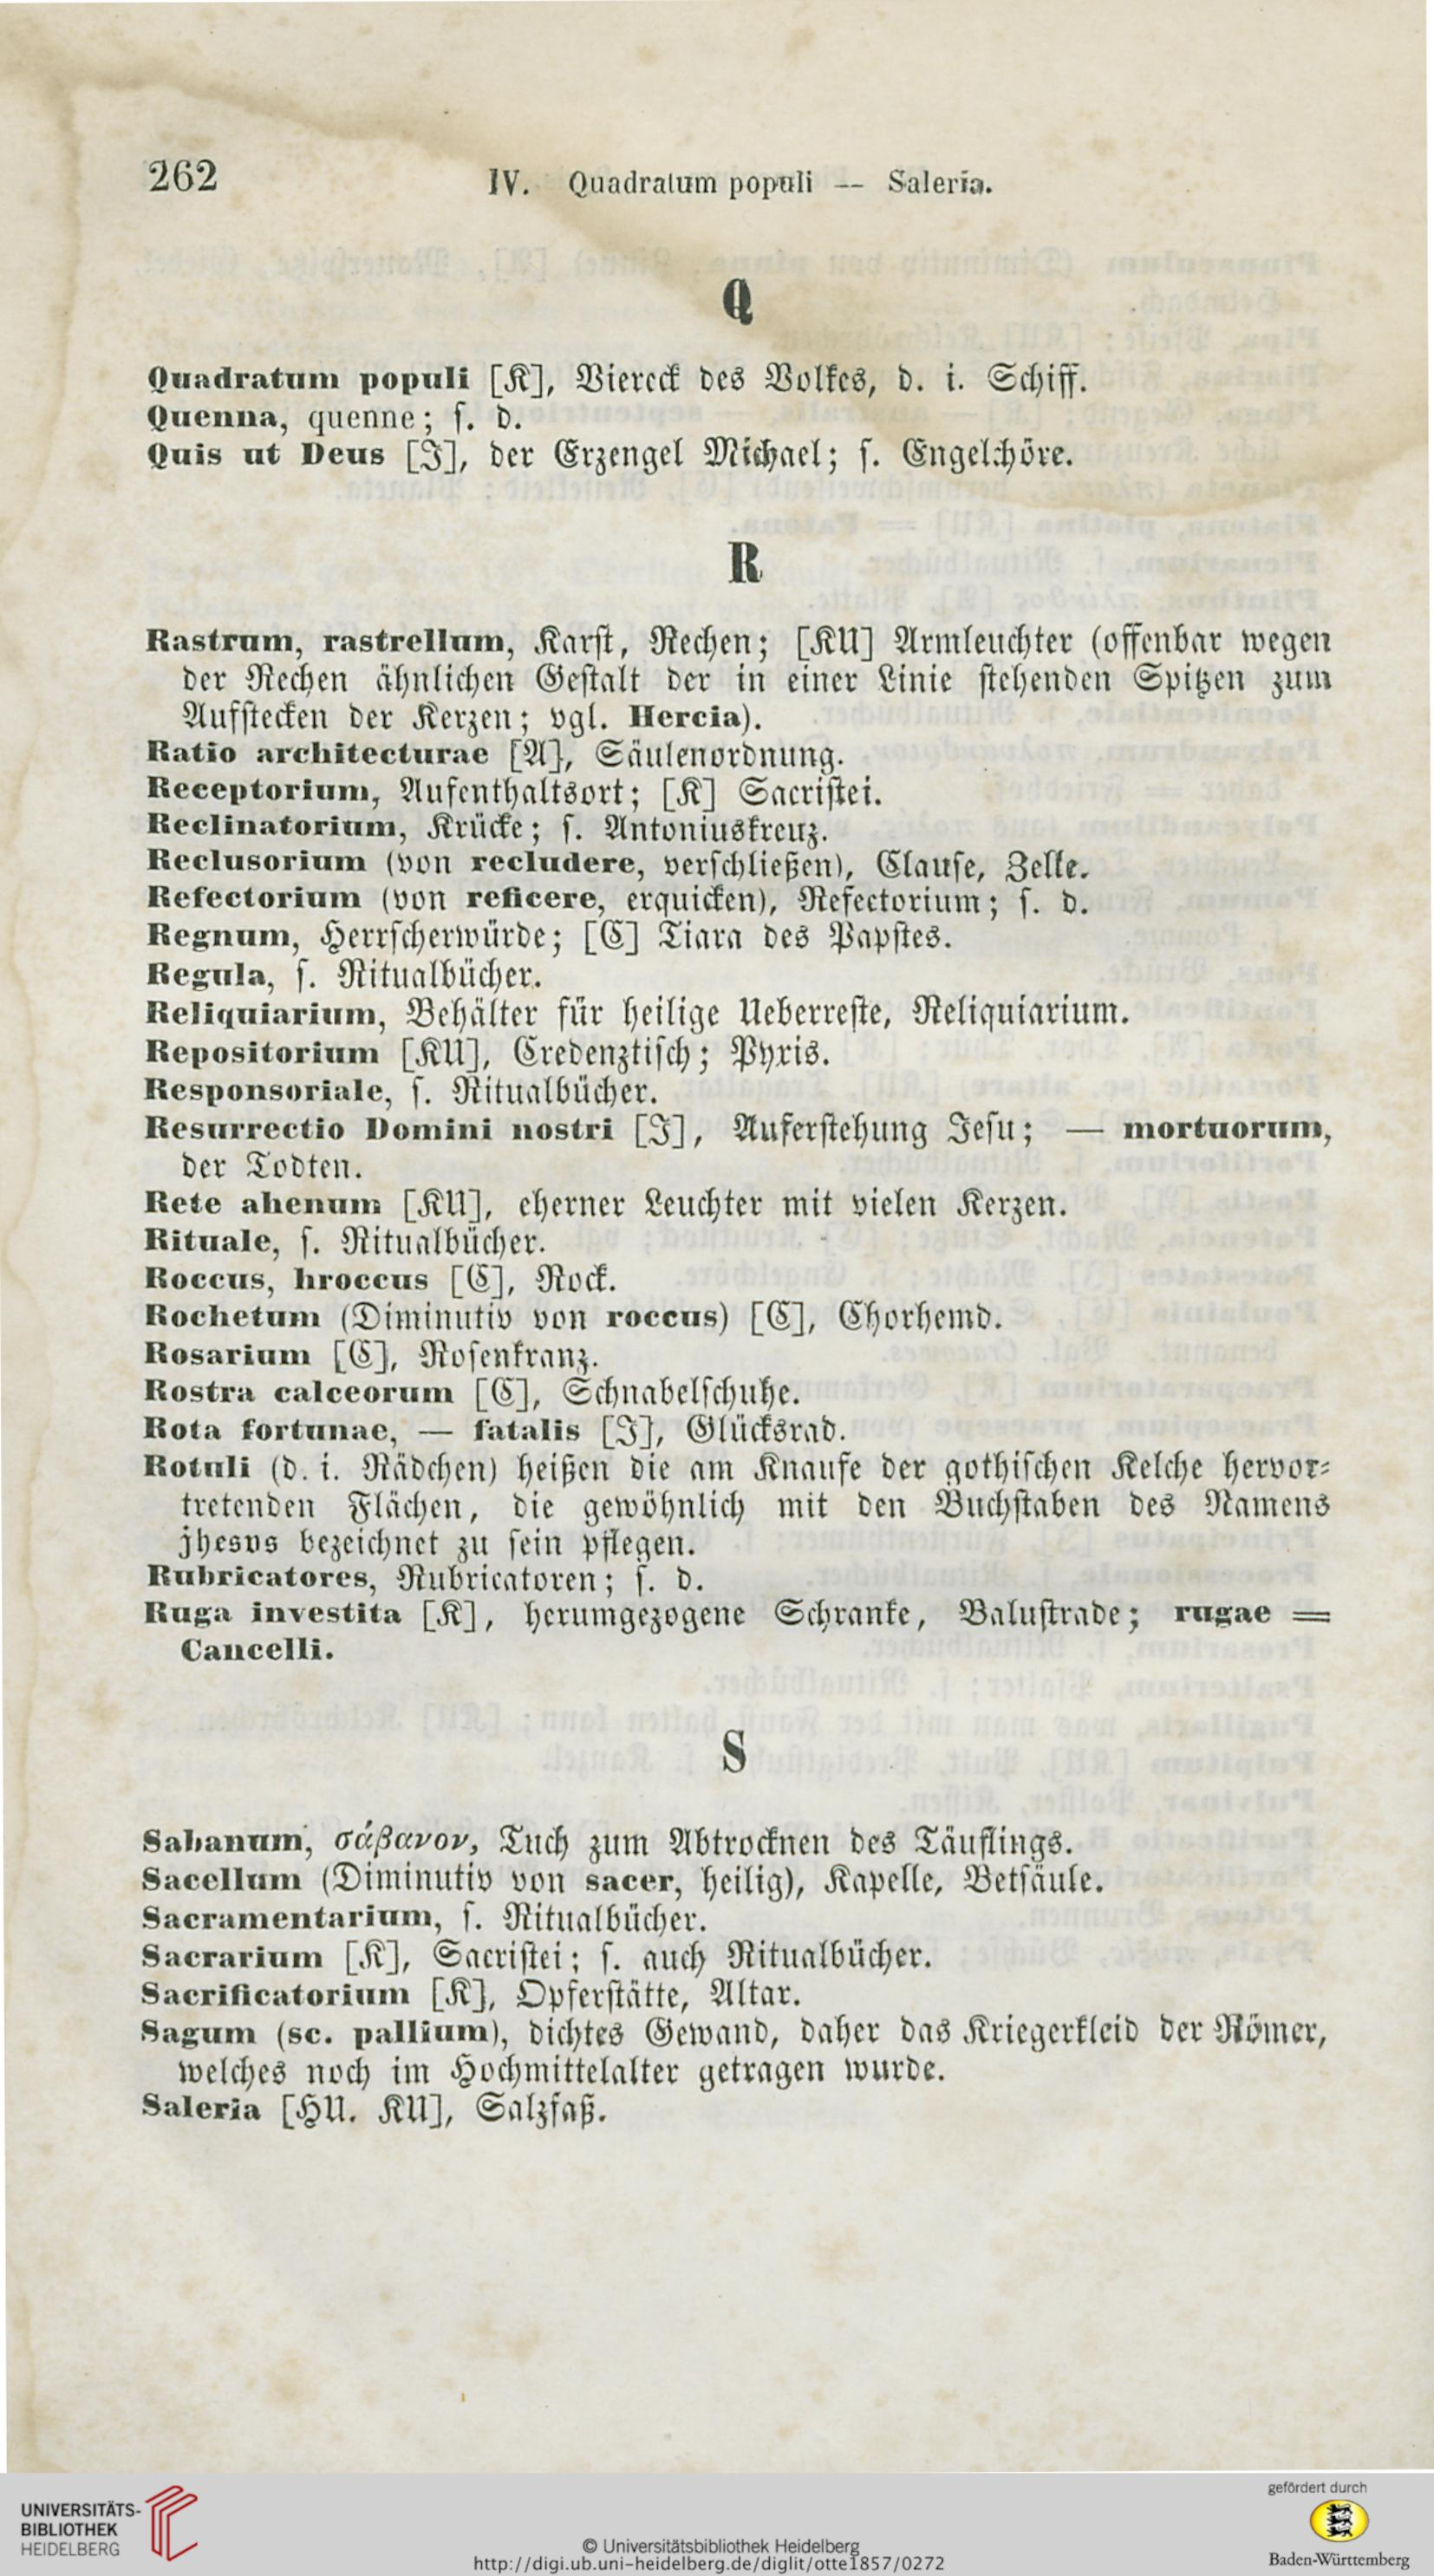 262
IV. Quadratum populi — Saleria.
Q
Quadratum populi [K], Viereck des Volkes, d. i. Schiff.
Quenna, quenne; s. d.
Quis ut Deus [I], der Erzengel Michael; s. Engelchöre.
R
Rastrum, rastrellum, Karst, Rechen; [KU] Armleuchter (offenbar wegen
der Rechen ähnlichen Gestalt der in einer Linie stehenden Spitzen zum
Aufstecken der Kerzen; vgl. Hercia).
Ratio architecturae [A], Säulenordnung.
Receptorium, Aufenthaltsort; [K] Sacristei.
Reclinatorium, Krücke; s. Antoniuskreuz.
Reclusorium (von recludere, verschließen), Clause, Zelle.
Refectorium (von reficere, erquicken), Refectorium; s. d.
Regnum, Herrscherwürde; [C] Tiara des Papstes.
Regula, s. Ritualbücher.
Reliquiarium, Behälter für heilige Ueberreste, Reliquiarium.
Repositorium [KU], Credenztisch; Pyxis.
Responsoriale, s. Ritualbücher.
Resurrectio Domini nostri [I], Auferstehung Jesu; — mortuorum,
der Todten.
Rete ahenum [KU], eherner Leuchter mit vielen Kerzen.
Rituale, s. Ritualbücher.
Roccus, hroccus [C], Rock.
Rochetum (Diminutiv von roccus) [C], Chorhemd.
Rosarium [C], Rosenkranz.
Rostra calceorum [C], Schnabelschuhe.
Rota fortunae, — fatalis [I], Glücksrad.
Rotuli (d. i. Rädchen) heißen die am Knaufe der gothischen Kelche hervor-
tretenden Flächen, die gewöhnlich mit den Buchstaben des Namens
jhesvs bezeichnet zu sein pflegen.
Rubricatores, Rubricatoren; s. d.
Ruga investita [K], herumgezogene Schranke, Balustrade; rugae =
Cancelli.
S
Sabanum, σάβανον, Tuch zum Abtrocknen des Täuflings.
Sacellum (Diminutiv von sacer, heilig), Kapelle, Betsäule.
Sacramentarium, s. Ritualbücher.
Sacrarium [K], Sacristei; s. auch Ritualbücher.
Sacrificatorium [K], Opferstätte, Altar.
Sagum (sc. pallium), dichtes Gewand, daher das Kriegerkleid der Römer,
welches noch im Hochmittelalter getragen wurde.
Saleria [HU. KU], Salzfaß.
UNIVERSITÄTS-
BIBLIOTHEK
HEIDELBERG
© Universitätsbibliothek Heidelberg
http://digi.ub.uni-heidelberg.de/diglit/otte1857/0272
gefördert durch
Baden-Württemberg